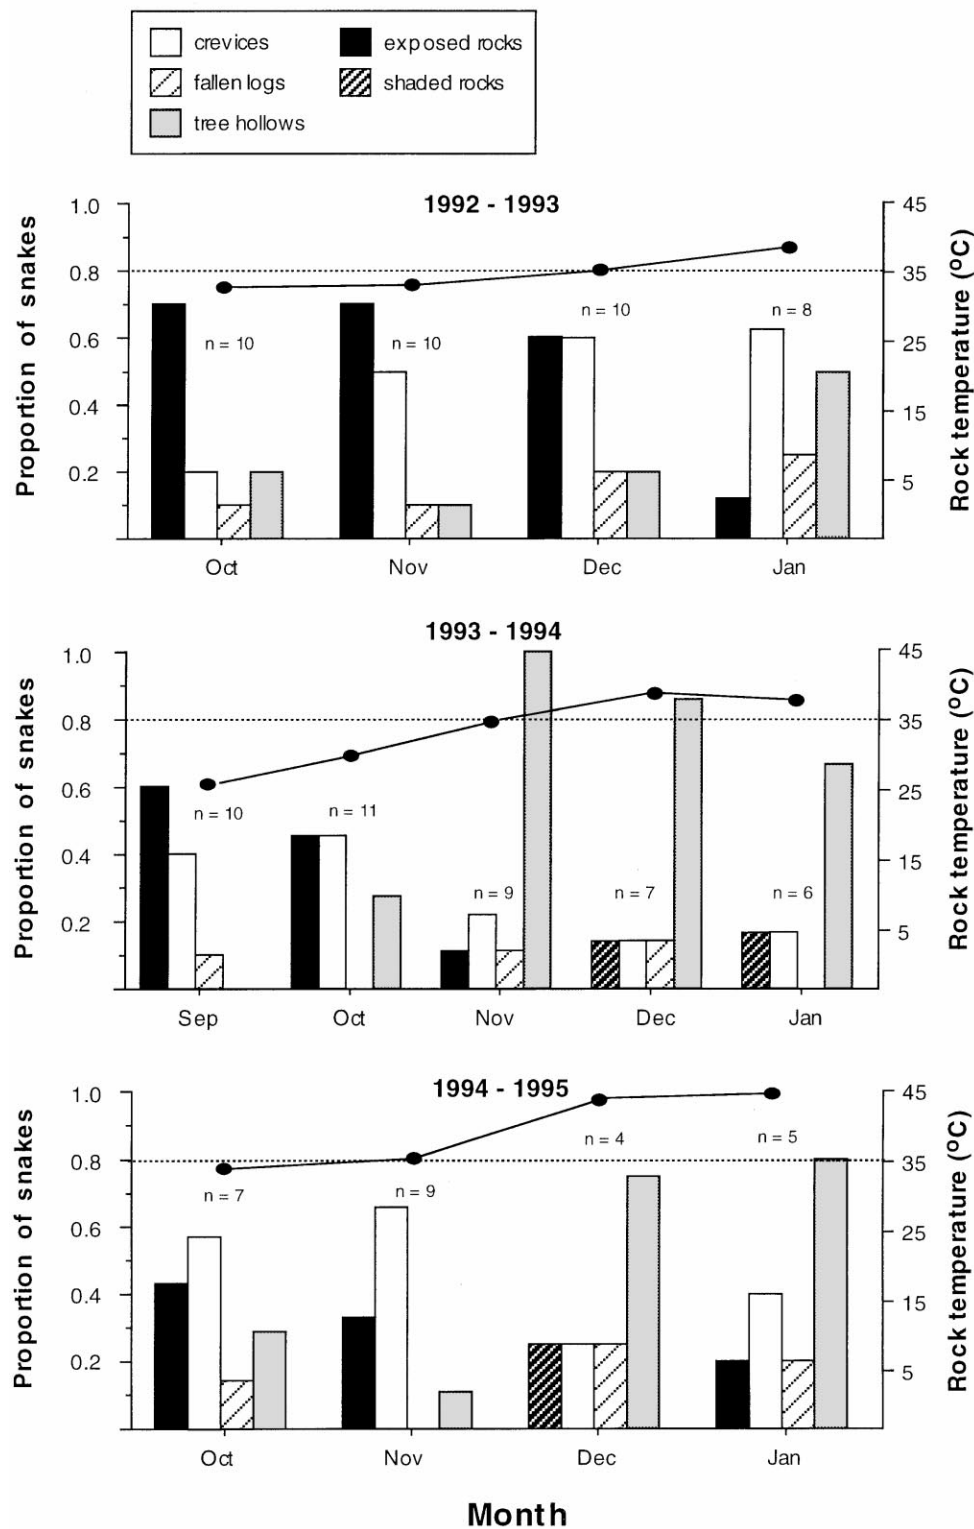 crevices exposed rocks
fallen logs shaded rocks
tree hollows
1992 - 1993
Proportion of snakes
1.0
0.8
0.6
0.4
0.2
45
35
25
15
5
Rock temperature (ºC)
n = 10
n = 10
n = 10
n = 8
Oct Nov Dec Jan
1993 - 1994
Proportion of snakes
1.0
0.8
0.6
0.4
0.2
45
35
25
15
5
Rock temperature (ºC)
n = 10
n = 11
n = 9
n = 7
n = 6
Sep Oct Nov Dec Jan
1994 - 1995
Proportion of snakes
1.0
0.8
0.6
0.4
0.2
45
35
25
15
5
Rock temperature (ºC)
n = 7
n = 9
n = 4
n = 5
Oct Nov Dec Jan
Month